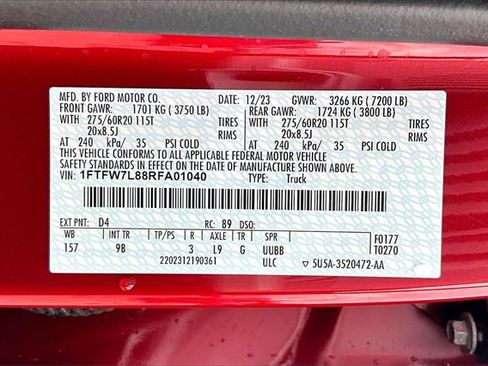 MFD. BY FORD MOTOR CO. 12/23 GVWR: 3266 KG ( 7200 LB)
FRONT GAWR: 1701 KG ( 3750 LB) REAR GAWR: 1724 KG ( 3800 LB)
WITH 275/60R20 115T TIRES WITH 275/60R20 115T TIRES
20x8.5J RIMS 20x8.5J RIMS
AT 240 kPa/ 35 PSI COLD AT 240 kPa/ 35 PSI COLD
THIS VEHICLE CONFORMS TO ALL APPLICABLE FEDERAL MOTOR VEHICLE
SAFETY STANDARDS IN EFFECT ON THE DATE OF MANUFACTURE SHOWN ABOVE.
VIN: 1FTFW7L88RFA01040 TYPE: Truck
EXT PNT: D4 RC: 89 DSO:
WB INT TR TP/PS R AXLE TR SPR F0177
157 9B 3 L9 G UUBB T0270
2202312190361 ULC 5U5A-3520472-AA